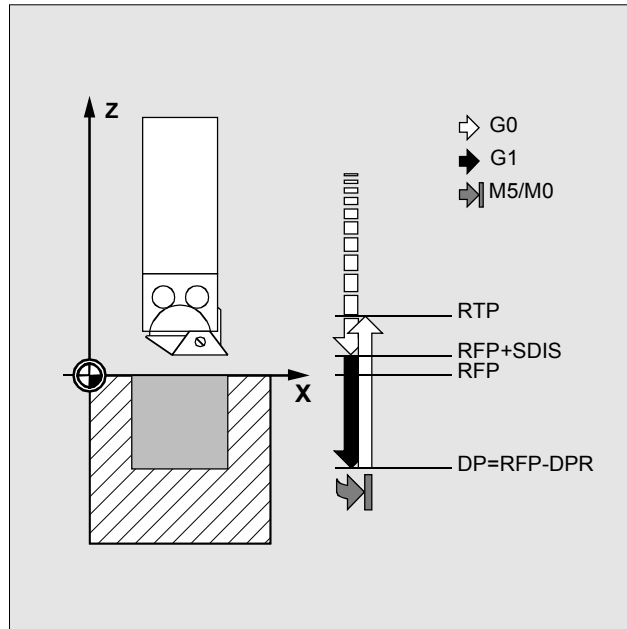 Z
G0
G1
M5/M0
RTP
RFP+SDIS
RFP
X
DP=RFP-DPR